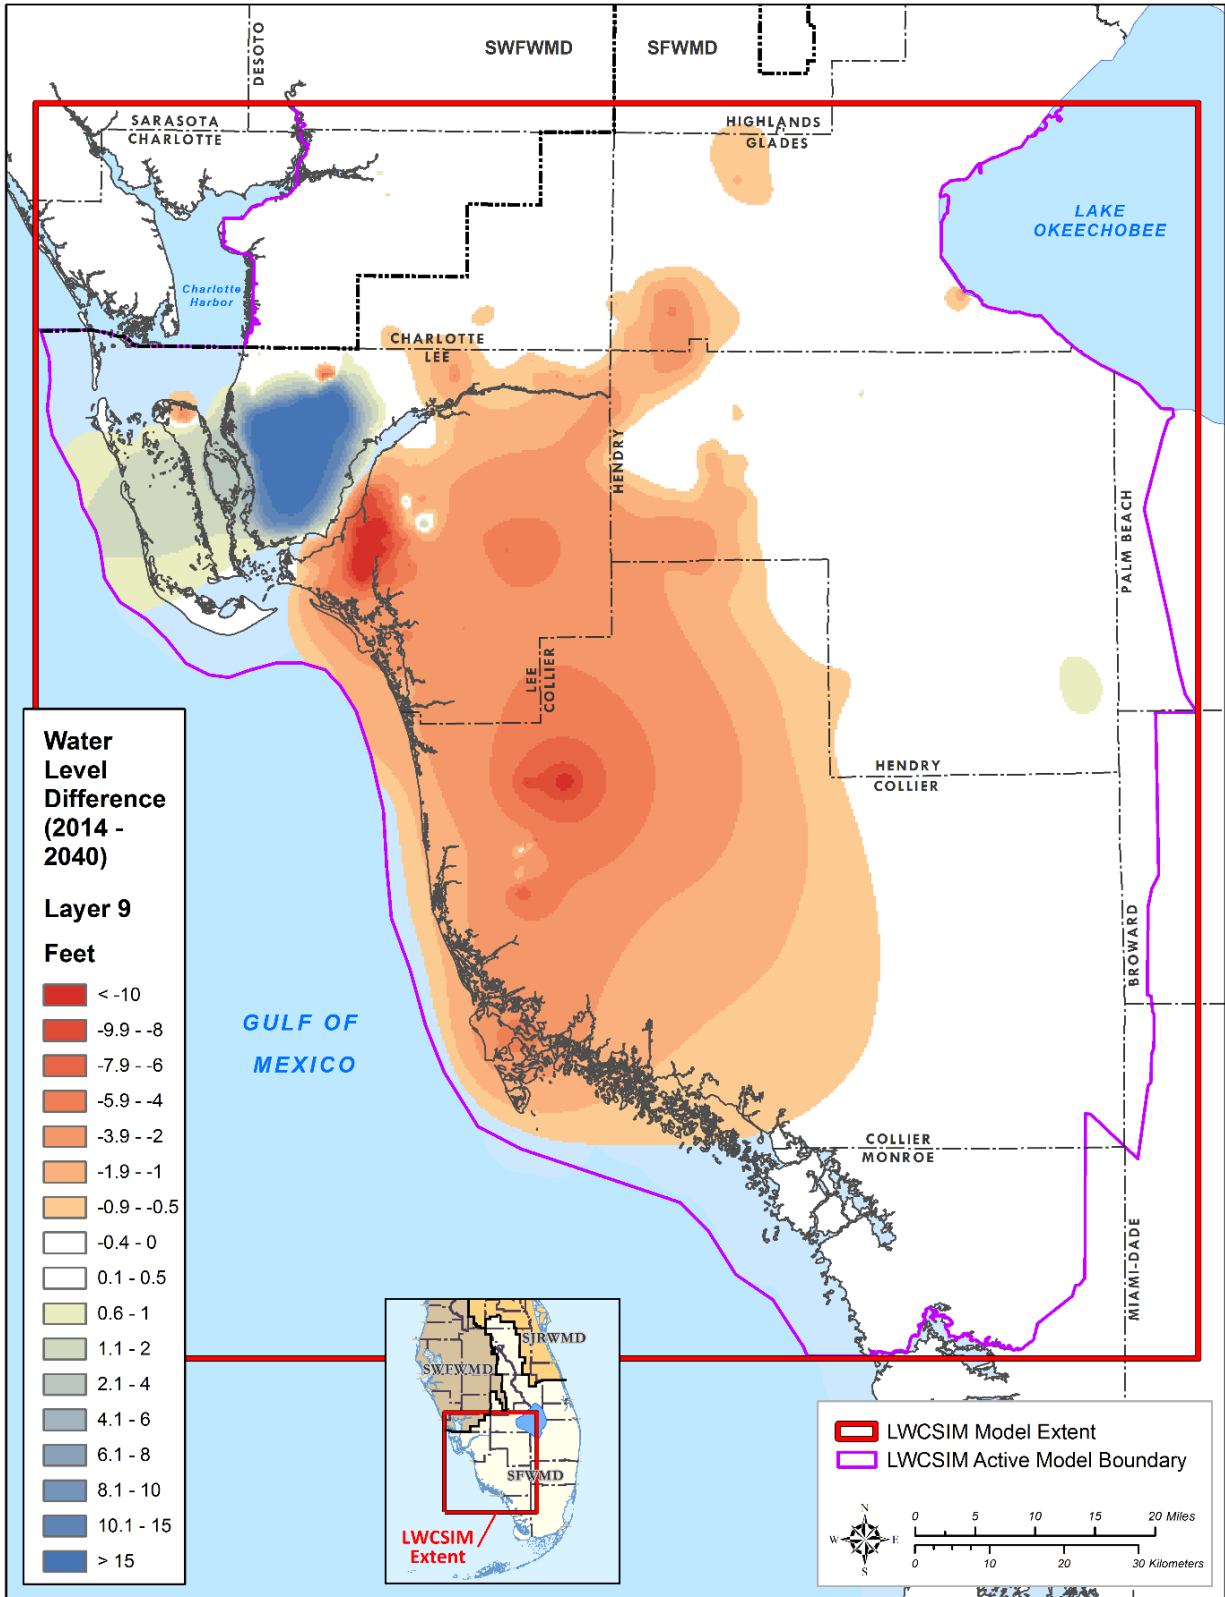 DESOTO
SWFWMD
SFWMD
SARASOTA
CHARLOTTE
HIGHLANDS
GLADES
LAKE
OKEECHOBEE
Charlotte
Harbor
CHARLOTTE
LEE
HENDRY
PALM BEACH
LEE
COLLIER
HENDRY
COLLIER
BROWARD
GULF OF
MEXICO
COLLIER
MONROE
MIAMI-DADE
Water
Level
Difference
(2014 -
2040)
Layer 9
Feet
< -10
-9.9 - -8
-7.9 - -6
-5.9 - -4
-3.9 - -2
-1.9 - -1
-0.9 - -0.5
-0.4 - 0
0.1 - 0.5
0.6 - 1
1.1 - 2
2.1 - 4
4.1 - 6
6.1 - 8
8.1 - 10
10.1 - 15
> 15
SJRWMD
SWFWMD
SFWMD
LWCSIM
Extent
LWCSIM Model Extent
LWCSIM Active Model Boundary
N
W E
S
0 5 10 15 20 Miles
0 10 20 30 Kilometers